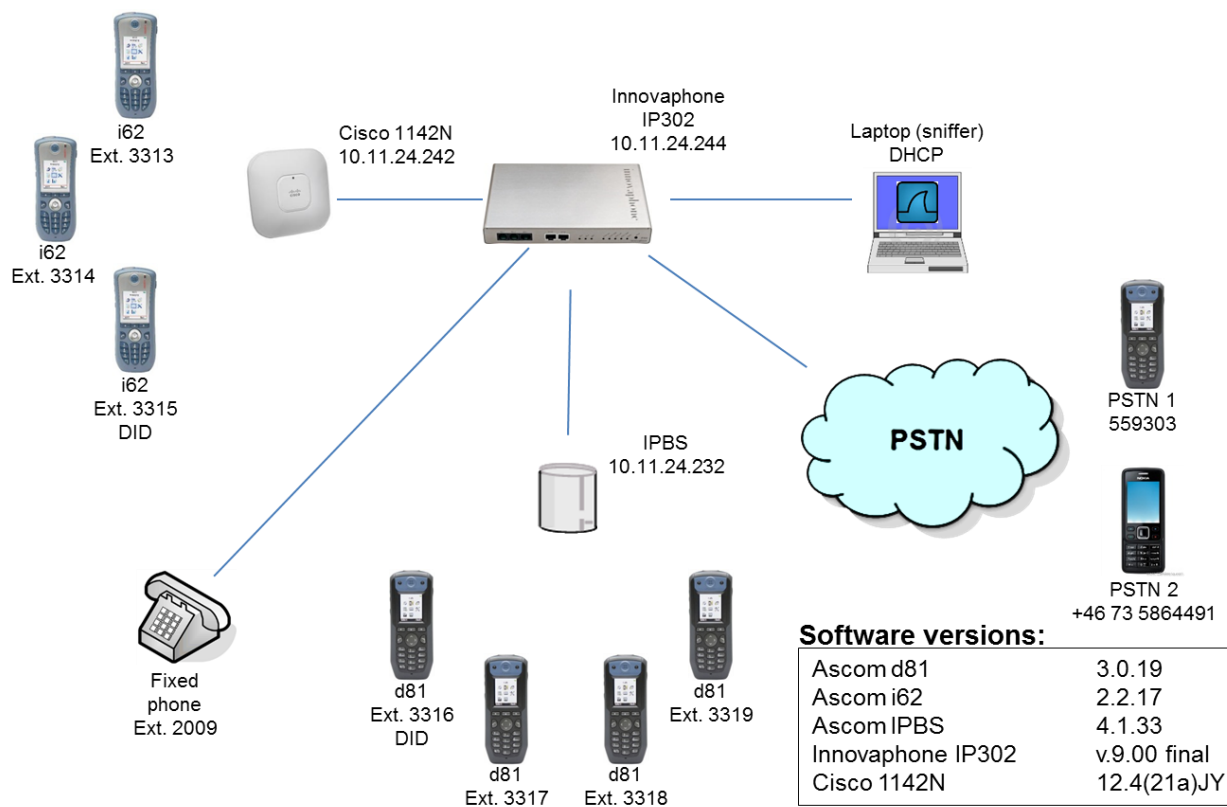 i62
Ext. 3313
i62
Ext. 3314
i62
Ext. 3315
DID
Cisco 1142N
10.11.24.242
Innovaphone
IP302
10.11.24.244
innovaphone
Laptop (sniffer)
DHCP
IPBS
10.11.24.232
PSTN
PSTN 1
559303
PSTN 2
+46 73 5864491
Fixed
phone
Ext. 2009
d81
Ext. 3316
DID
d81
Ext. 3317
d81
Ext. 3318
d81
Ext. 3319
Software versions:
Ascom d81 3.0.19
Ascom i62 2.2.17
Ascom IPBS 4.1.33
Innovaphone IP302 v.9.00 final
Cisco 1142N 12.4(21a)JY